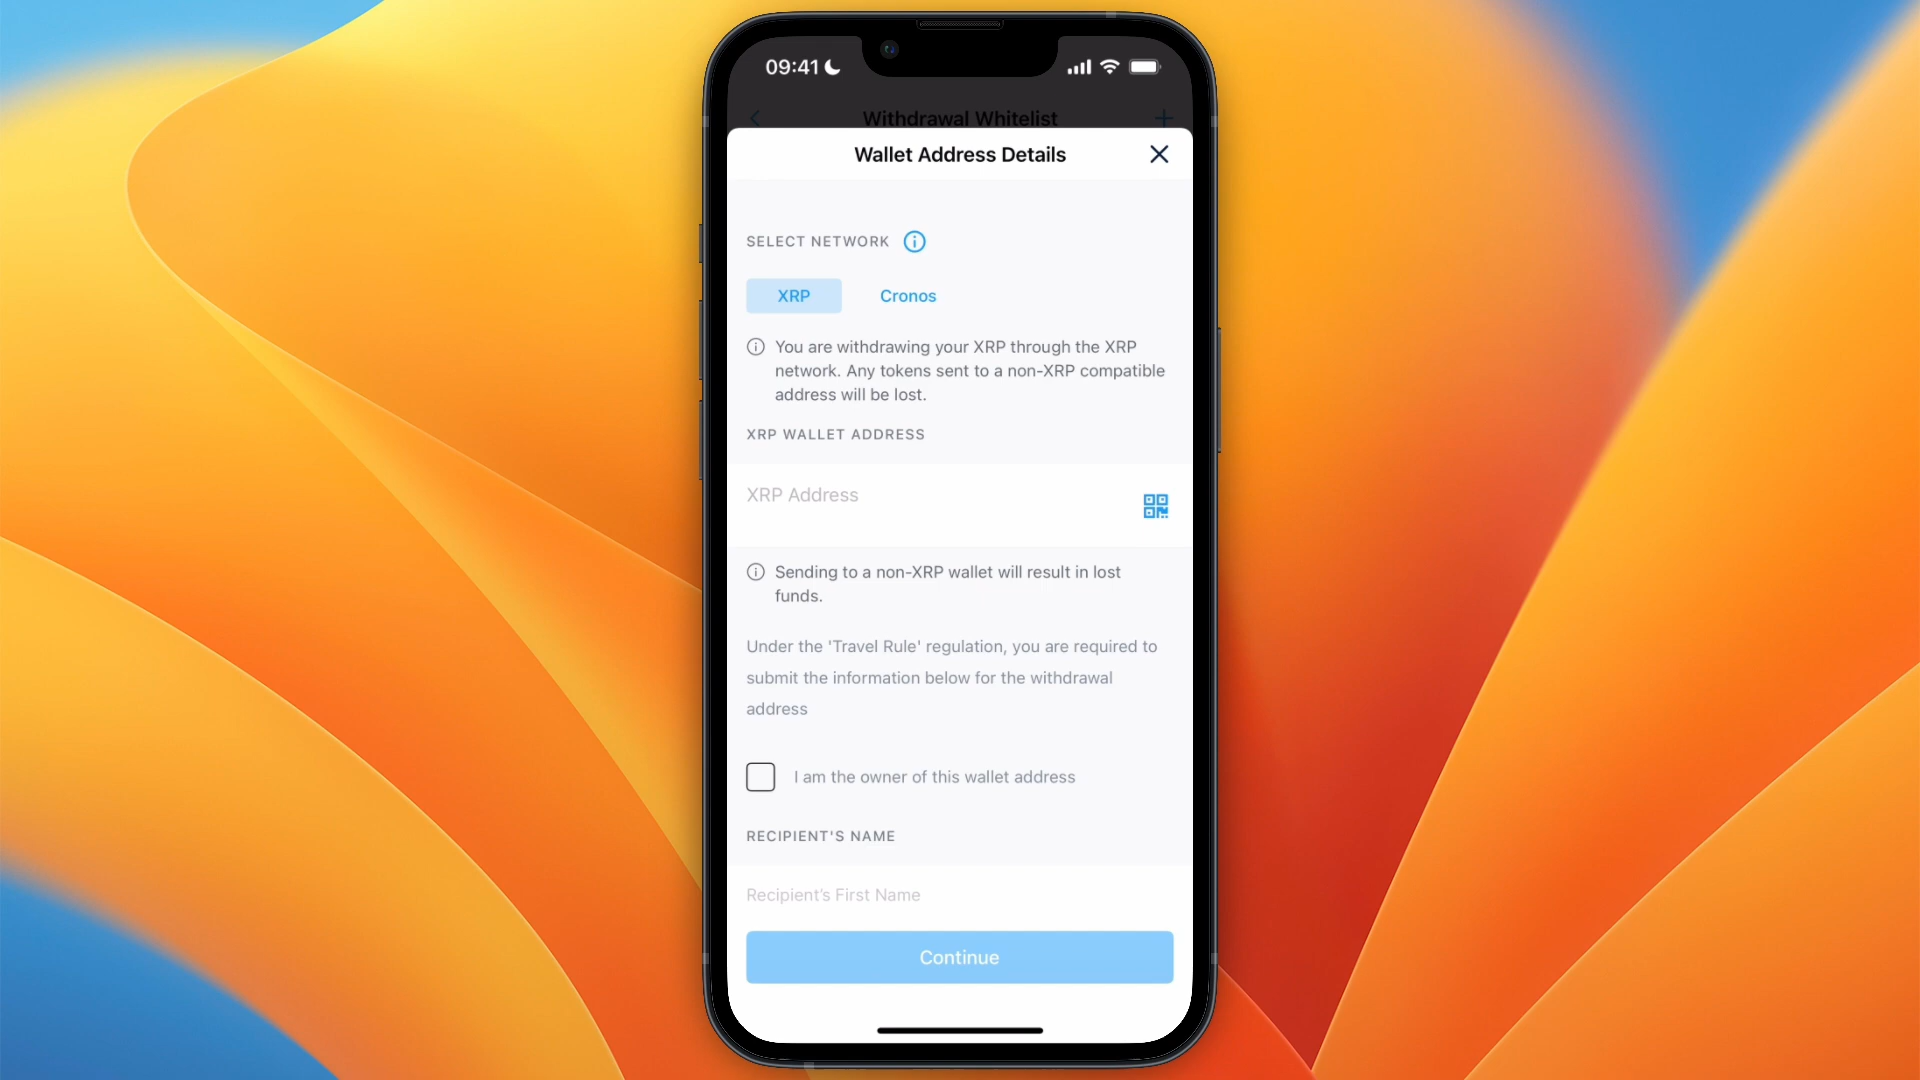 09:41
Withdrawal Whitelist
Wallet Address Details
SELECT NETWORK
XRP
Cronos
You are withdrawing your XRP through the XRP
network. Any tokens sent to a non-XRP compatible
address will be lost.
XRP WALLET ADDRESS
XRP Address
Sending to a non-XRP wallet will result in lost
funds.
Under the 'Travel Rule' regulation, you are required to
submit the information below for the withdrawal
address
I am the owner of this wallet address
RECIPIENT'S NAME
Recipient's First Name
Continue